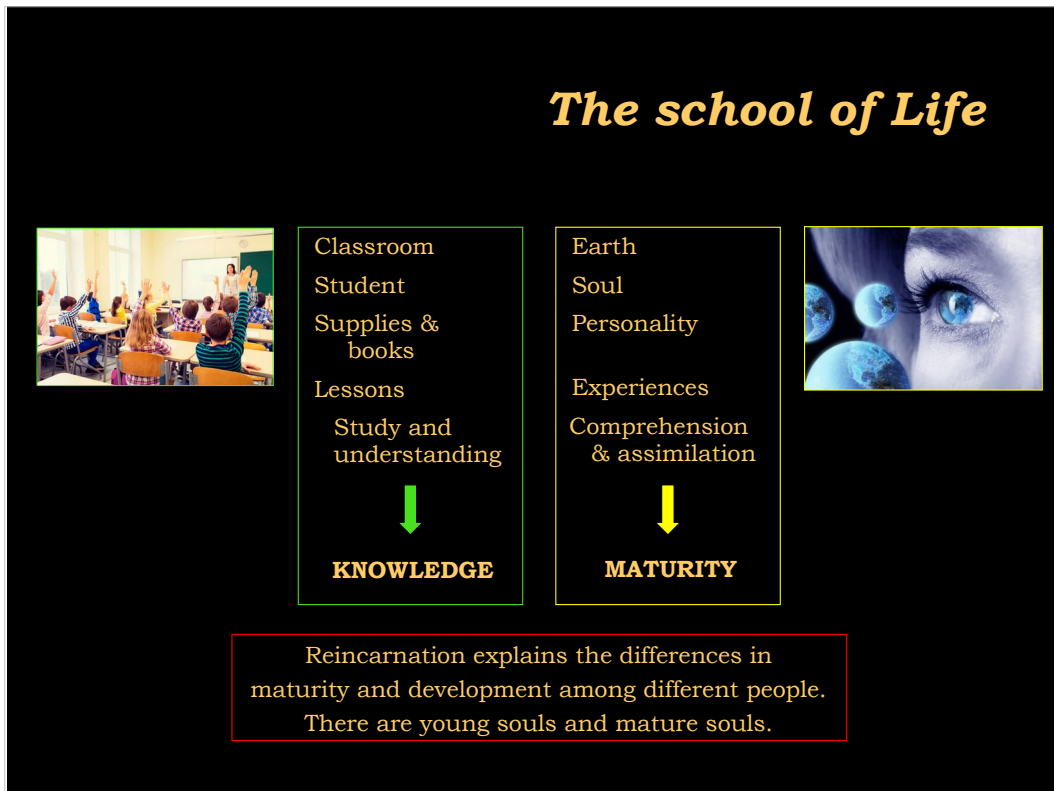 The school of Life
Classroom
Student
Supplies &
books
Lessons
Study and
understanding
KNOWLEDGE
Earth
Soul
Personality
Experiences
Comprehension
& assimilation
MATURITY
Reincarnation explains the differences in
maturity and development among different people.
There are young souls and mature souls.